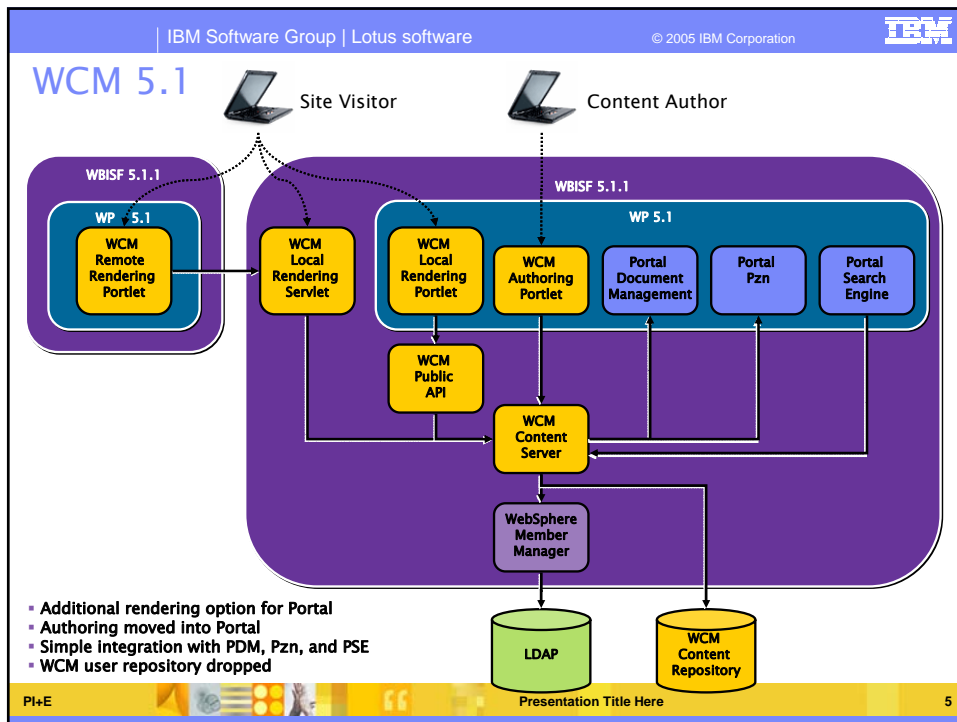 IBM Software Group | Lotus software
© 2005 IBM Corporation
IBM
WCM 5.1
Site Visitor
Content Author
WBISF 5.1.1
WP 5.1
WCM
Remote
Rendering
Portlet
WCM
Local
Rendering
Servlet
WBISF 5.1.1
WP 5.1
WCM
Local
Rendering
Portlet
WCM
Authoring
Portlet
Portal
Document
Management
Portal
Pzn
Portal
Search
Engine
WCM
Public
API
WCM
Content
Server
WebSphere
Member
Manager
LDAP
WCM
Content
Repository
▪ Additional rendering option for Portal
▪ Authoring moved into Portal
▪ Simple integration with PDM, Pzn, and PSE
▪ WCM user repository dropped
PI+E
Presentation Title Here
5